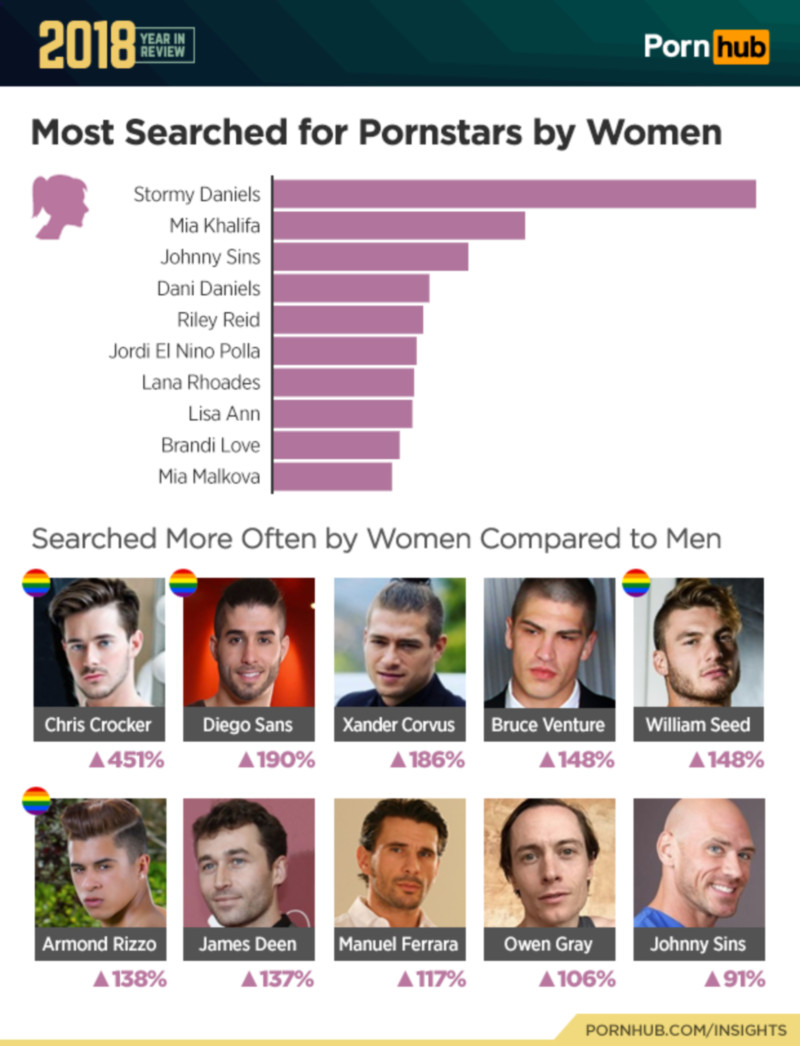 2018 YEAR IN REVIEW
Porn hub
Most Searched for Pornstars by Women
Stormy Daniels
Mia Khalifa
Johnny Sins
Dani Daniels
Riley Reid
Jordi El Nino Polla
Lana Rhoades
Lisa Ann
Brandi Love
Mia Malkova
Searched More Often by Women Compared to Men
Chris Crocker
Diego Sans
Xander Corvus
Bruce Venture
William Seed
▲451%
▲190%
▲186%
▲148%
▲148%
Armond Rizzo
James Deen
Manuel Ferrara
Owen Gray
Johnny Sins
▲138%
▲137%
▲117%
▲106%
▲91%
PORNHUB.COM/INSIGHTS